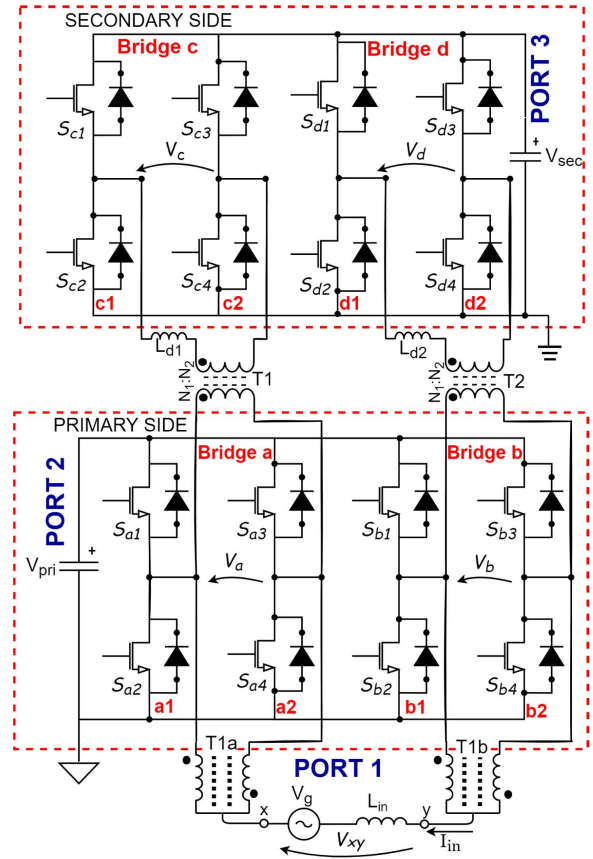 SECONDARY SIDE
Bridge c
Bridge d
PORT 3
Sc1
Sc3
Sd1
Sd3
+
Vsec
Vc
Vd
Sc2
Sc4
Sd2
Sd4
c1
c2
d1
d2
Ld1
Ld2
N1:N2
T1
N1:N2
T2
PRIMARY SIDE
Bridge a
Bridge b
PORT 2
Sa1
Sa3
Sb1
Sb3
+
Vpri
Va
Vb
Sa2
Sa4
Sb2
Sb4
a1
a2
b1
b2
T1a
T1b
PORT 1
Vg
Lin
x
y
Vxy
Iin